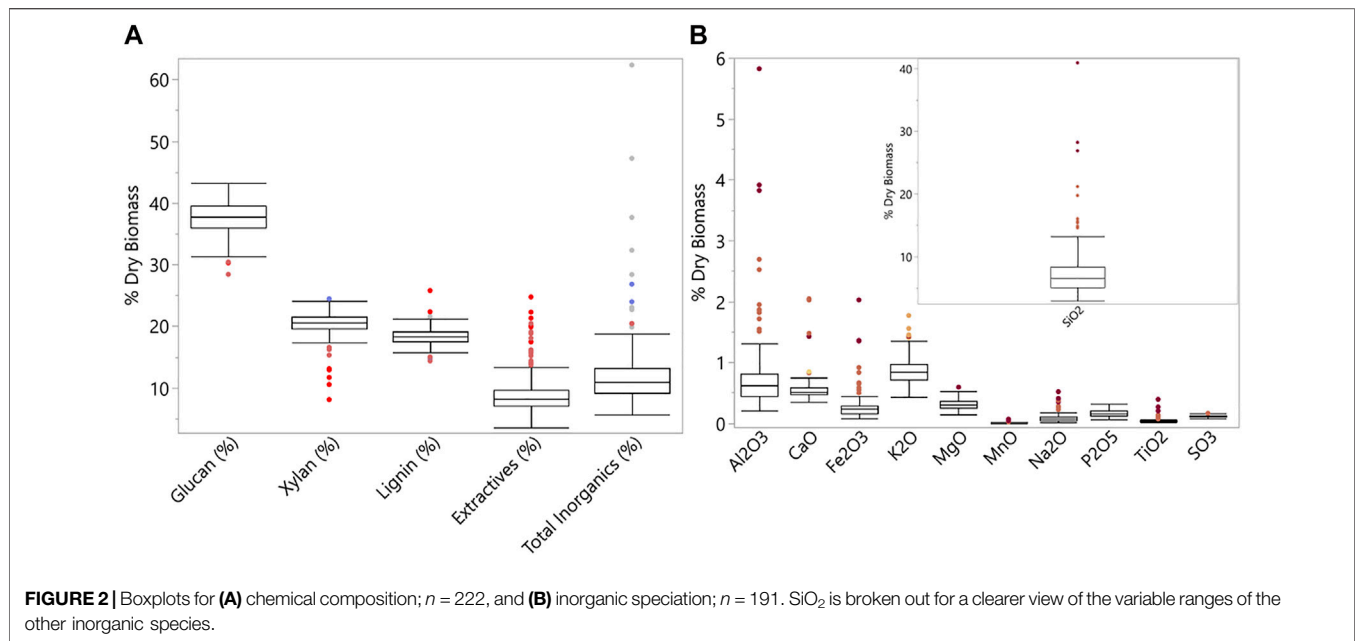 A
% Dry Biomass
60
50
40
30
20
10
Glucan (%)
Xylan (%)
Lignin (%)
Extractives (%)
Total Inorganics (%)
B
% Dry Biomass
6
5
4
3
2
1
0
Al2O3
CaO
Fe2O3
K2O
MgO
MnO
Na2O
P2O5
TiO2
SO3
% Dry Biomass
40
30
20
10
SiO2
FIGURE 2 | Boxplots for (A) chemical composition; n = 222, and (B) inorganic speciation; n = 191. SiO₂ is broken out for a clearer view of the variable ranges of the
other inorganic species.